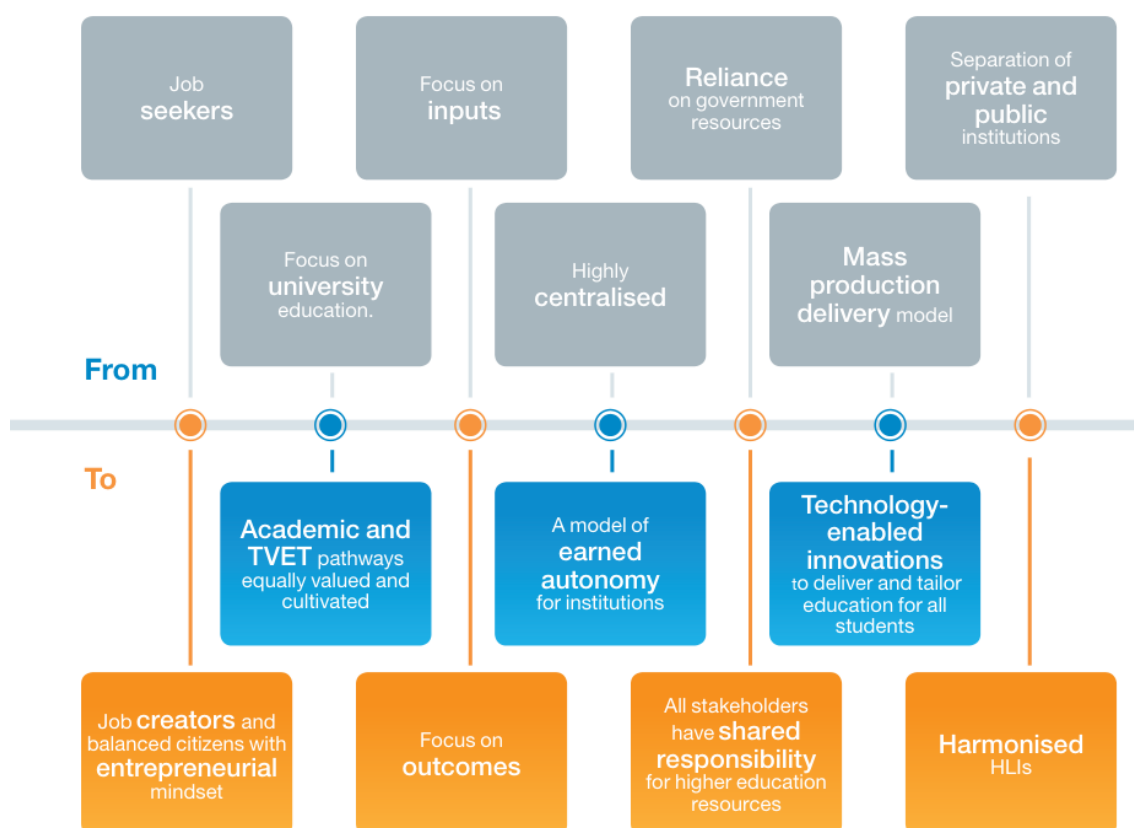 Job
seekers
Focus on
inputs
Reliance
on government
resources
Separation of
private and
public
institutions
Focus on
university
education.
Highly
centralised
Mass
production
delivery model
From
To
Academic and
TVET pathways
equally valued and
cultivated
A model of
earned
autonomy
for institutions
Technology-
enabled
innovations
to deliver and tailor
education for all
students
Job creators and
balanced citizens with
entrepreneurial
mindset
Focus on
outcomes
All stakeholders
have shared
responsibility
for higher education
resources
Harmonised
HLIs